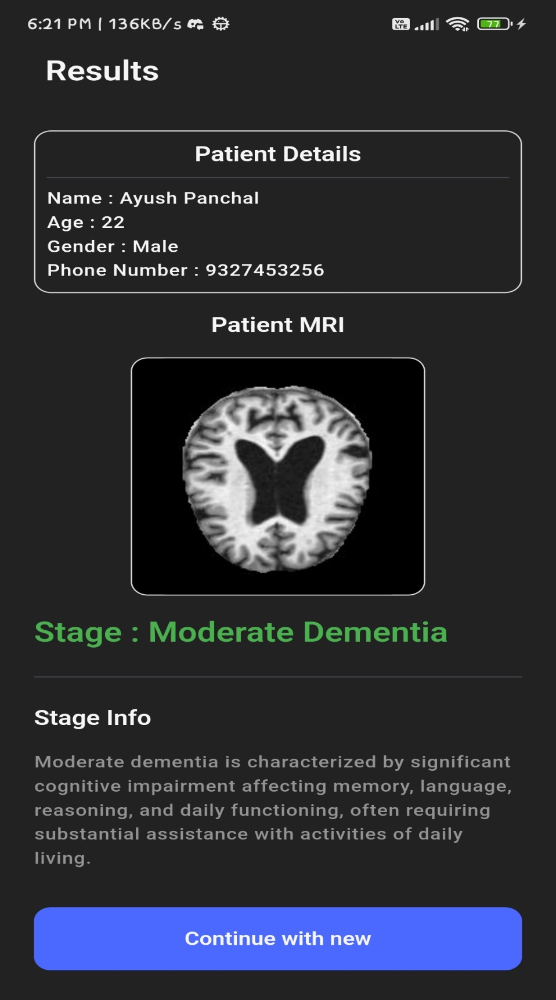 6:21 PM | 136KB/s
Vo
LTE
77
Results
Patient Details
Name : Ayush Panchal
Age : 22
Gender : Male
Phone Number : 9327453256
Patient MRI
Stage : Moderate Dementia
Stage Info
Moderate dementia is characterized by significant
cognitive impairment affecting memory, language,
reasoning, and daily functioning, often requiring
substantial assistance with activities of daily
living.
Continue with new